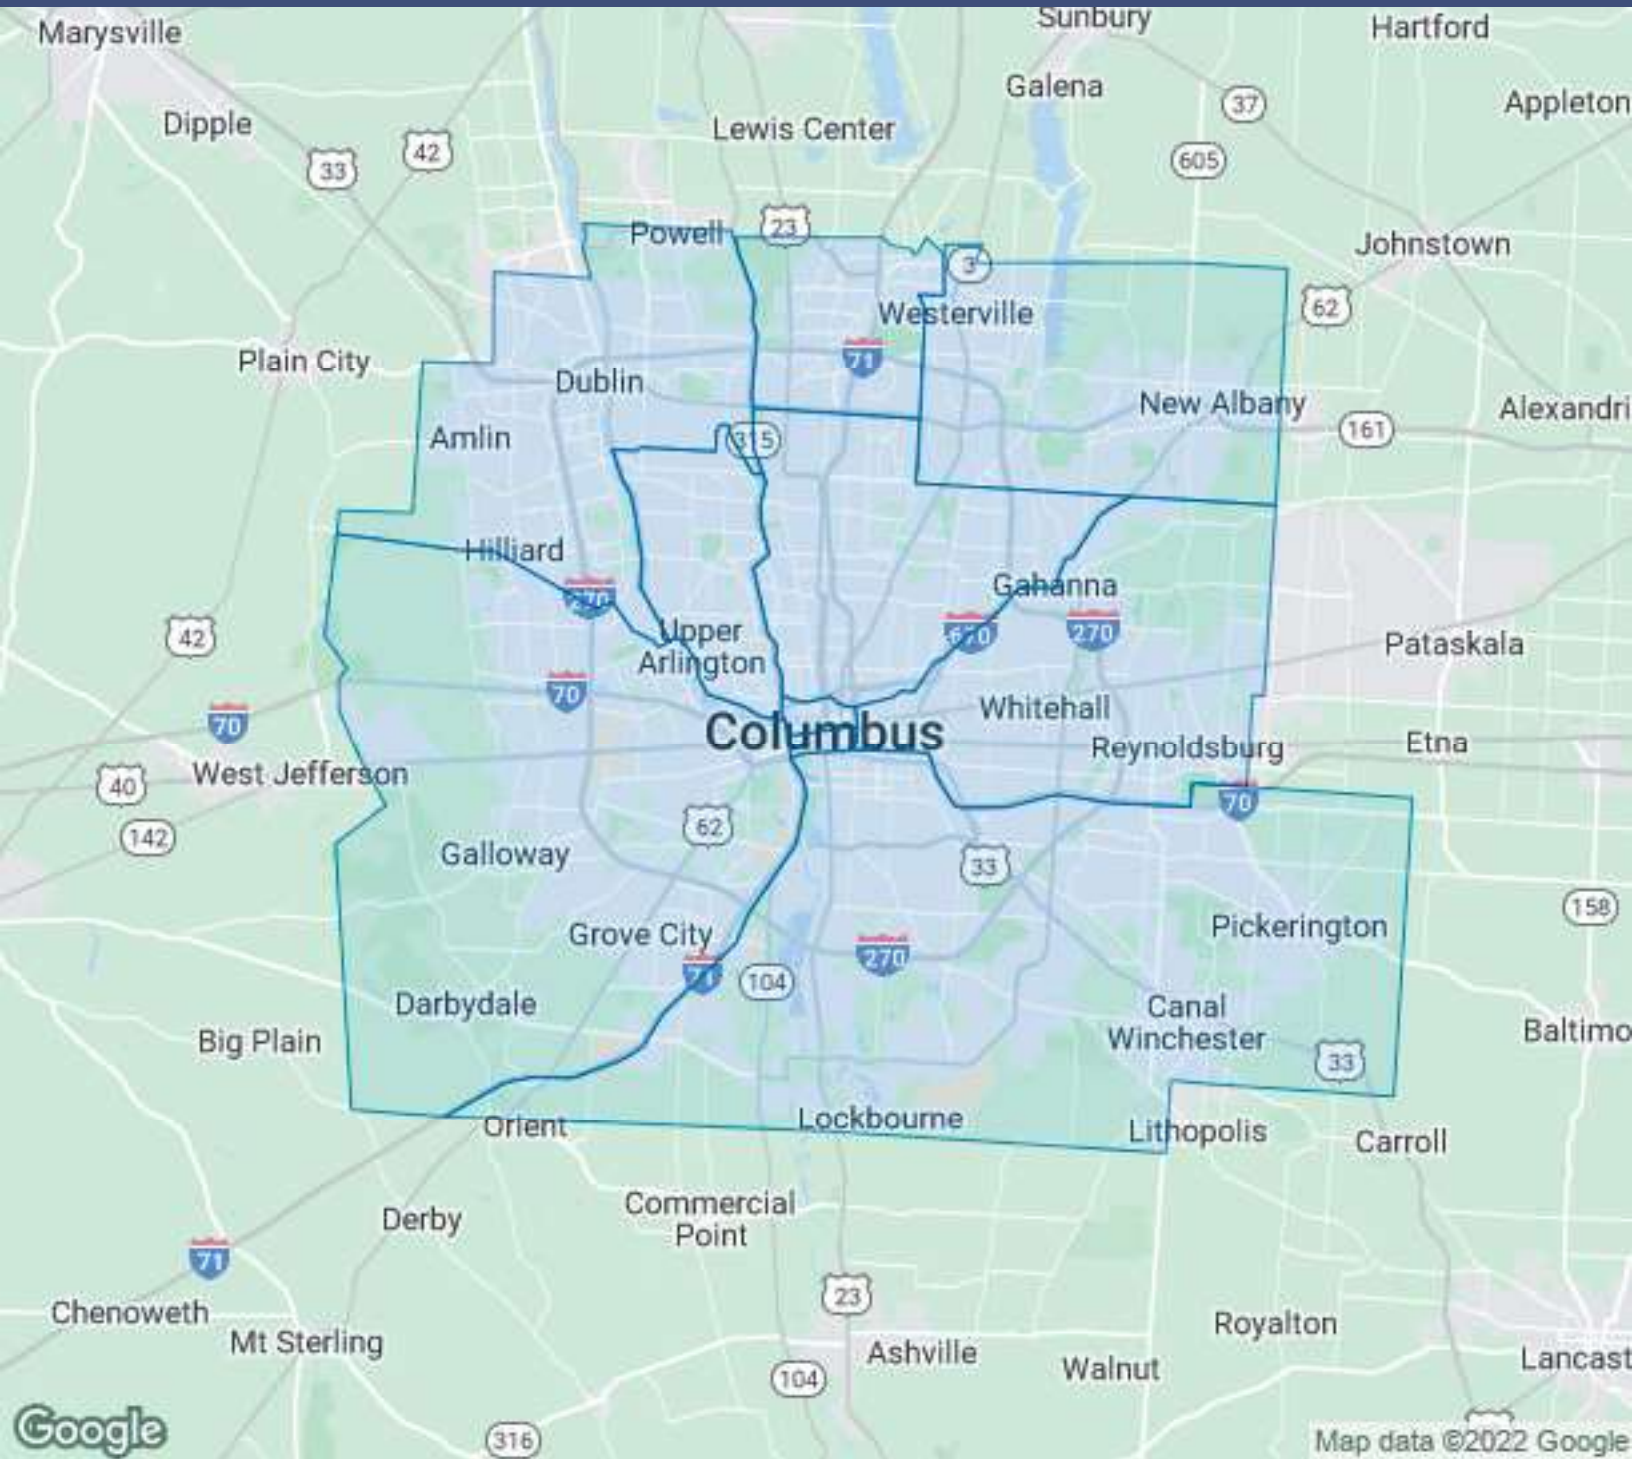 Sunbury
Marysville
Hartford
Galena
37
Appleton
Dipple
Lewis Center
42
33
605
Powell
23
Johnstown
3
62
Westerville
71
Plain City
Dublin
New Albany
Alexandri
Amlin
315
161
Hilliard
Gahanna
270
670
270
42
Upper
Arlington
Pataskala
70
70
Whitehall
Columbus
Reynoldsburg
Etna
West Jefferson
40
70
142
62
Galloway
33
158
Pickerington
Grove City
270
71
104
Darbydale
Canal
Winchester
Big Plain
Baltimo
33
Orient
Lockbourne
Lithopolis
Carroll
Commercial
Point
Derby
71
23
Chenoweth
Mt Sterling
Royalton
Ashville
Walnut
Lancast
104
Google
316
Map data ©2022 Google